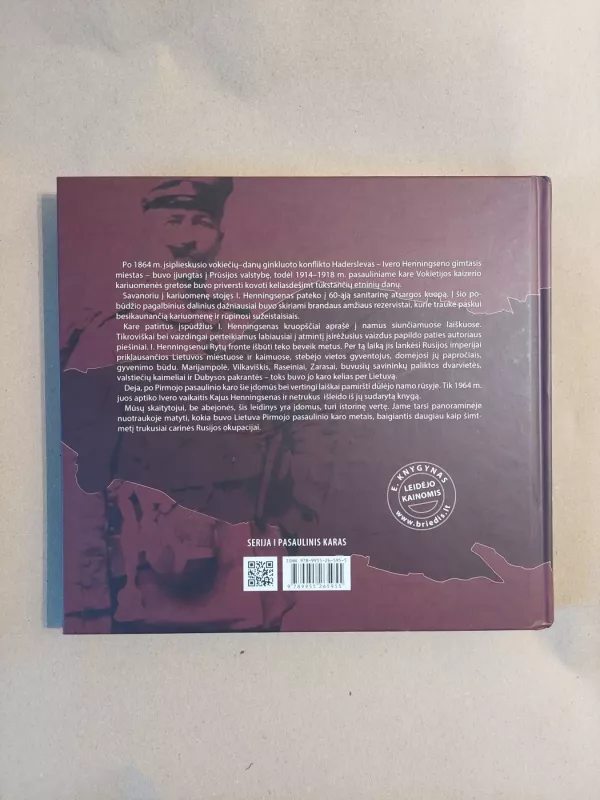 Po 1864 m. įsiplieskusio vokiečių–danų ginkluoto konflikto Haderslevas – Ivero Henningseno gimtasis
miestas – buvo įjungtas į Prūsijos valstybę, todėl 1914–1918 m. pasauliniame kare Vokietijos kaizerio
kariuomenės gretose buvo priversti kovoti keliasdešimt tūkstančių etninių danų.
Savanoriu į kariuomenę stojęs I. Henningsenas pateko į 60-ąją sanitarinę atsargos kuopą. Į šio po-
būdžio pagalbinius dalinius dažniausiai buvo skiriami brandaus amžiaus rezervistai, kurie traukė paskui
besikaunančią kariuomenę ir rūpinosi sužeistaisiais.
Kare patirtus įspūdžius I. Henningsenas kruopščiai aprašė į namus siunčiamuose laiškuose.
Tikroviškai bei vaizdingai perteikiamus labiausiai į atmintį įsirėžusius vaizdus papildo paties autoriaus
piešiniai. I. Henningsenui Rytų fronte išbūti teko beveik metus. Per tą laiką jis lankėsi Rusijos imperijai
priklausančios Lietuvos miestuose ir kaimuose, stebėjo vietos gyventojus, domėjosi jų papročiais,
gyvenimo būdu. Marijampolė, Vilkaviškis, Raseiniai, Zarasai, buvusių savininkų paliktos dvarvietės,
valstiečių kaimeliai ir Dubysos pakrantės – toks buvo jo karo kelias per Lietuvą.
Deja, po Pirmojo pasaulinio karo šie įdomūs bei vertingi laiškai pamiršti dūlėjo namo rūsyje. Tik 1964 m.
juos aptiko Ivero vaikaitis Kajus Henningsenas ir netrukus išleido iš jų sudarytą knygą.
Mūsų skaitytojui, be abejonės, šis leidinys yra įdomus, turi istorinę vertę. Jame tarsi panoraminėje
nuotraukoje matyti, kokia buvo Lietuva Pirmojo pasaulinio karo metais, baigiantis daugiau kaip šimt-
metį trukusiai carinės Rusijos okupacijai.
E. KNYGYNAS
LEIDĖJO
KAINOMIS
www.briedis.lt
SERIJA I PASAULINIS KARAS
ISBN 978-9955-26-595-5
9 789955 265955